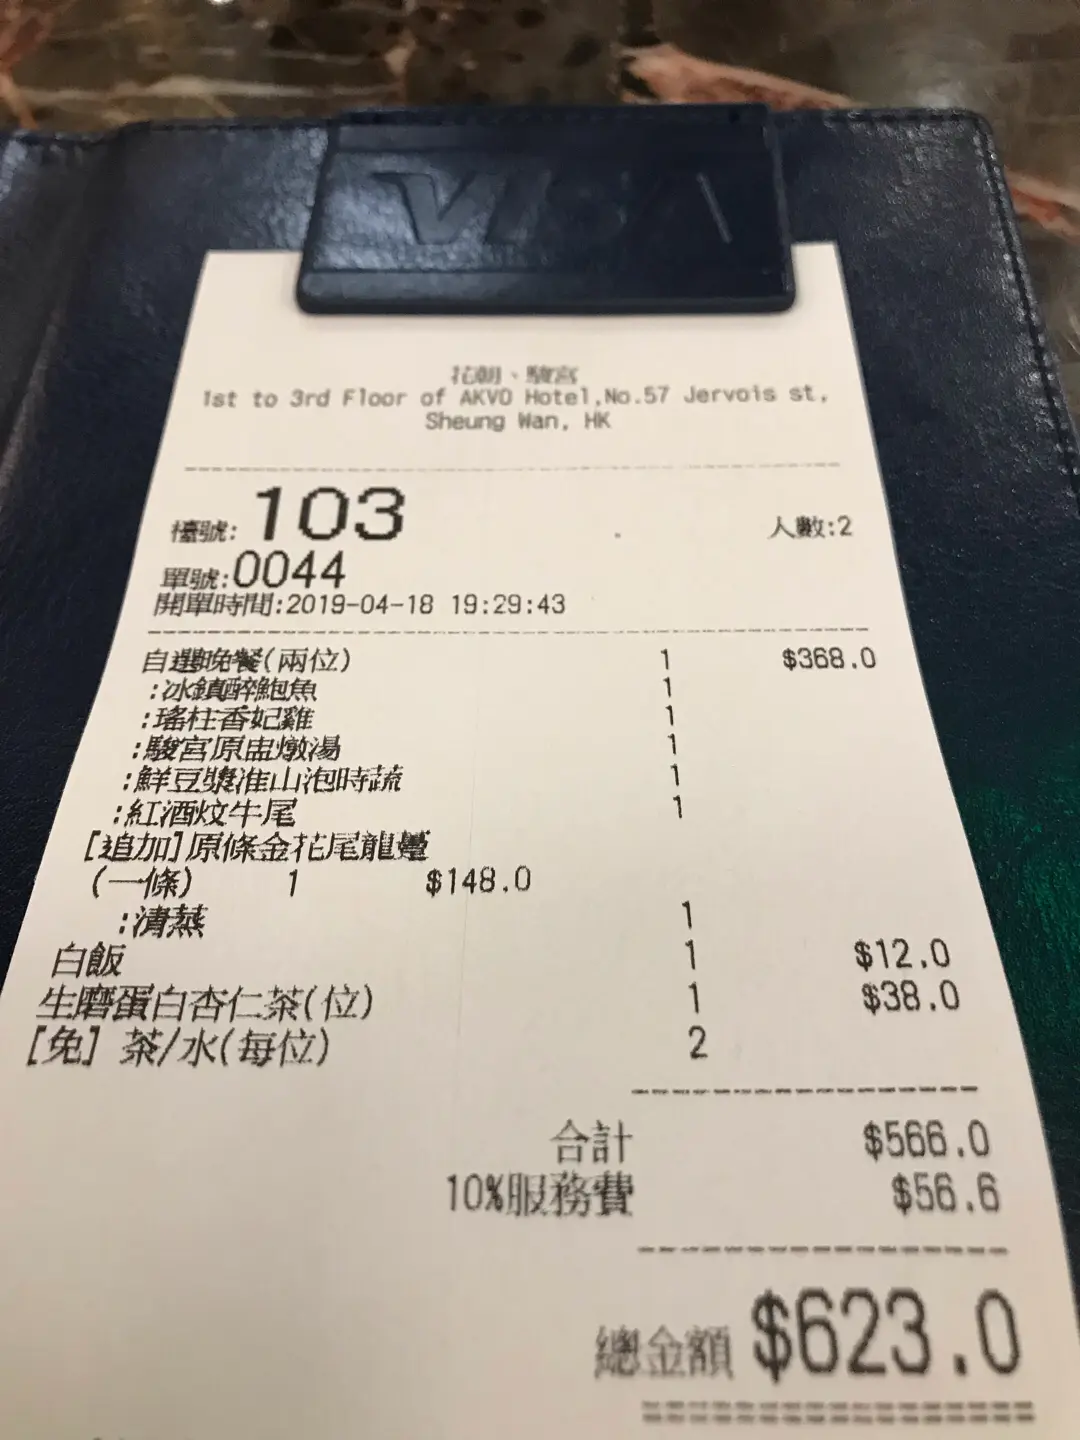 VISA
花朝、駿宮
1st to 3rd Floor of AKVO Hotel,No.57 Jervois st,
Sheung Wan, HK
檯號: 103 人數:2
單號:0044
開單時間:2019-04-18 19:29:43
自選晚餐(兩位) 1 $368.0
:冰鎮醉鮑魚 1
:瑤柱香妃雞 1
:駿宮原盅燉湯 1
:鮮豆漿淮山泡時蔬 1
:紅酒炆牛尾 1
[追加]原條金花尾龍躉
(一條) 1 $148.0
:清蒸 1
白飯 1 $12.0
生磨蛋白杏仁茶(位) 1 $38.0
[免] 茶/水(每位) 2
合計 $566.0
10%服務費 $56.6
總金額 $623.0